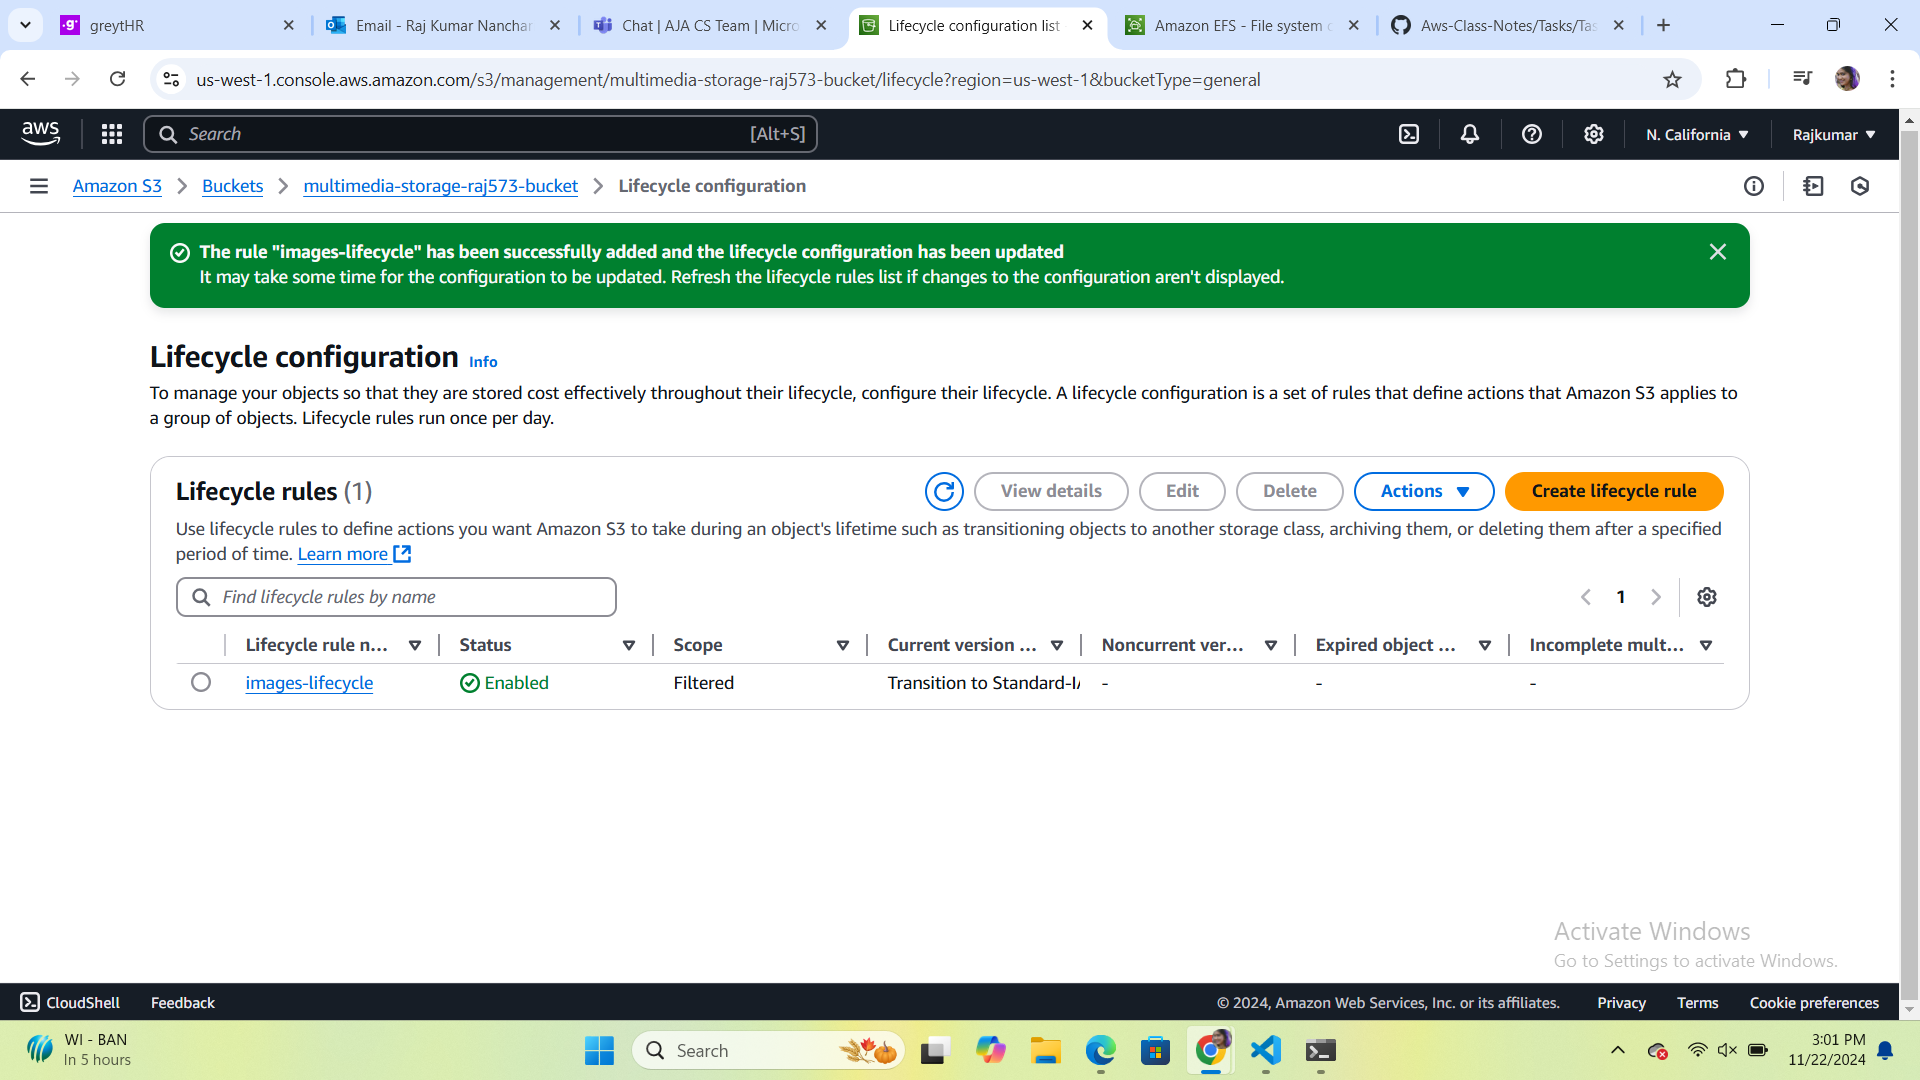 greytHR
Email - Raj Kumar Nanchar
Chat | AJA CS Team | Micro
Lifecycle configuration list
Amazon EFS - File system
Aws-Class-Notes/Tasks/Tas
us-west-1.console.aws.amazon.com/s3/management/multimedia-storage-raj573-bucket/lifecycle?region=us-west-1&bucketType=general
aws
Search
[Alt+S]
N. California
Rajkumar
Amazon S3
Buckets
multimedia-storage-raj573-bucket
Lifecycle configuration
The rule "images-lifecycle" has been successfully added and the lifecycle configuration has been updated
It may take some time for the configuration to be updated. Refresh the lifecycle rules list if changes to the configuration aren't displayed.
Lifecycle configuration Info
To manage your objects so that they are stored cost effectively throughout their lifecycle, configure their lifecycle. A lifecycle configuration is a set of rules that define actions that Amazon S3 applies to
a group of objects. Lifecycle rules run once per day.
Lifecycle rules (1)
View details
Edit
Delete
Actions
Create lifecycle rule
Use lifecycle rules to define actions you want Amazon S3 to take during an object's lifetime such as transitioning objects to another storage class, archiving them, or deleting them after a specified
period of time. Learn more
Find lifecycle rules by name
1
Lifecycle rule n...
Status
Scope
Current version ...
Noncurrent ver...
Expired object ...
Incomplete mult...
images-lifecycle
Enabled
Filtered
Transition to Standard-IA
-
-
-
Activate Windows
Go to Settings to activate Windows.
CloudShell
Feedback
© 2024, Amazon Web Services, Inc. or its affiliates.
Privacy
Terms
Cookie preferences
WI - BAN
In 5 hours
Search
3:01 PM
11/22/2024